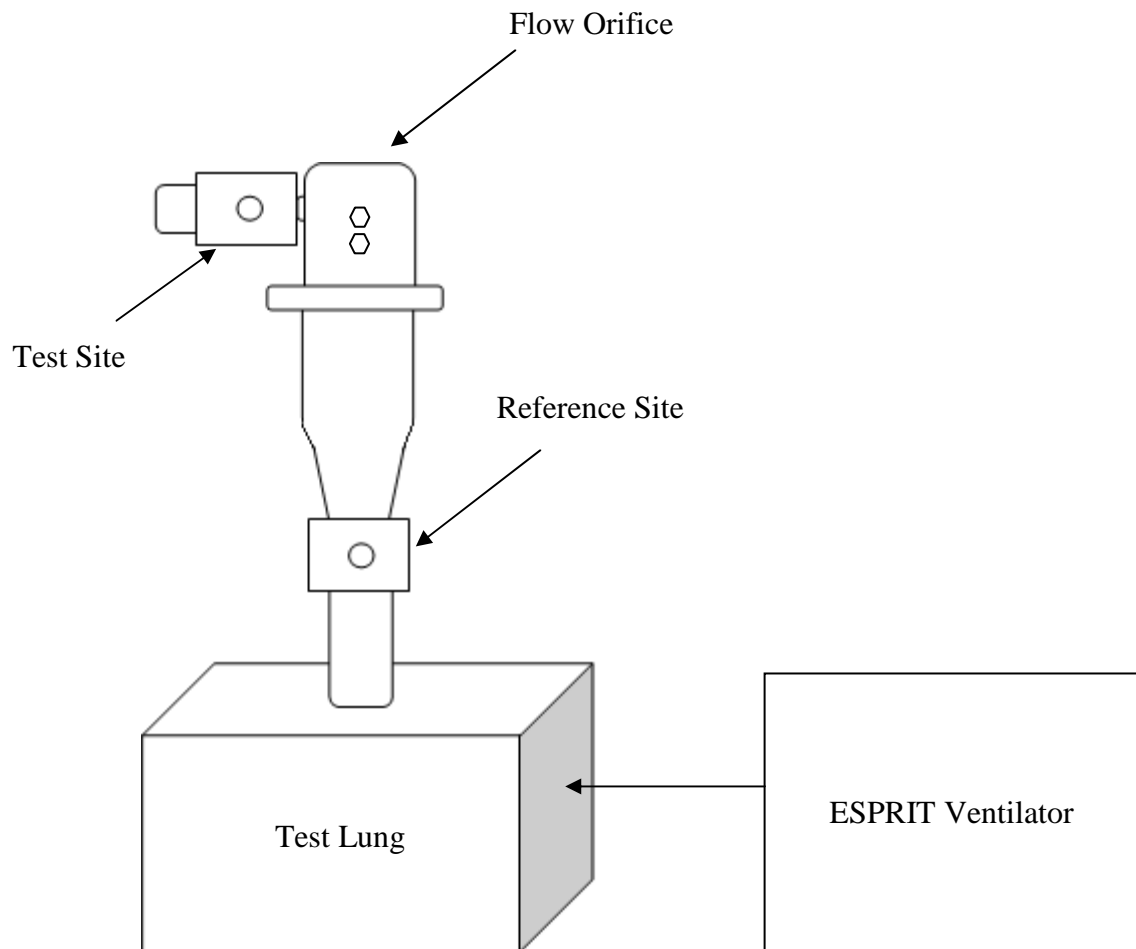 Flow Orifice
Test Site
Reference Site
Test Lung
ESPRIT Ventilator